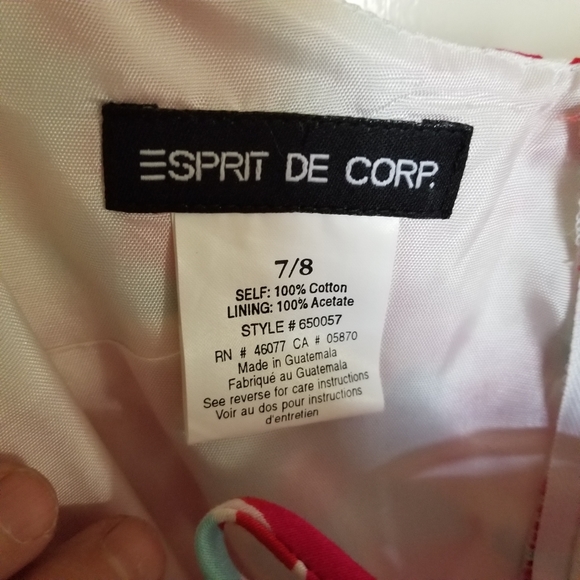 ESPRIT DE CORP.
7/8
SELF: 100% Cotton
LINING: 100% Acetate
STYLE # 650057
RN # 46077 CA # 05870
Made in Guatemala
Fabriqué au Guatemala
See reverse for care instructions
Voir au dos pour instructions
d'entretien